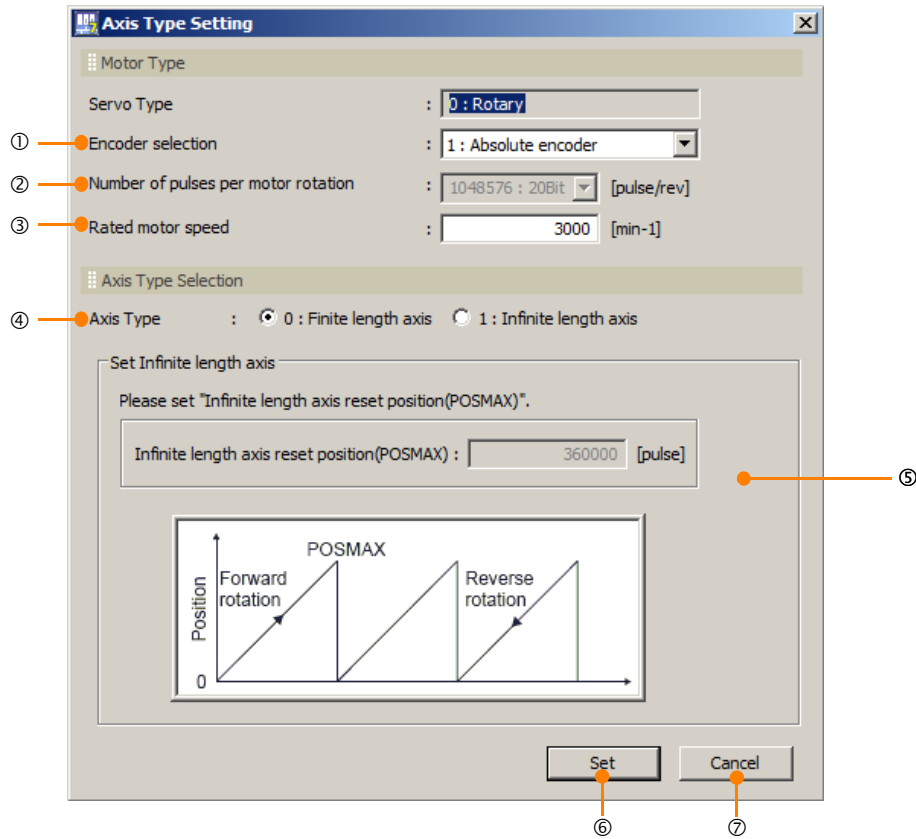 Axis Type Setting
Motor Type
Servo Type : 0 : Rotary
① Encoder selection : 1 : Absolute encoder
② Number of pulses per motor rotation : 1048576 : 20Bit [pulse/rev]
③ Rated motor speed : 3000 [min-1]
Axis Type Selection
④ Axis Type : 0 : Finite length axis 1 : Infinite length axis
Set Infinite length axis
Please set "Infinite length axis reset position(POSMAX)".
Infinite length axis reset position(POSMAX) : 360000 [pulse]
⑤
POSMAX
Forward rotation
Reverse rotation
Position
0
Set Cancel
⑥ ⑦